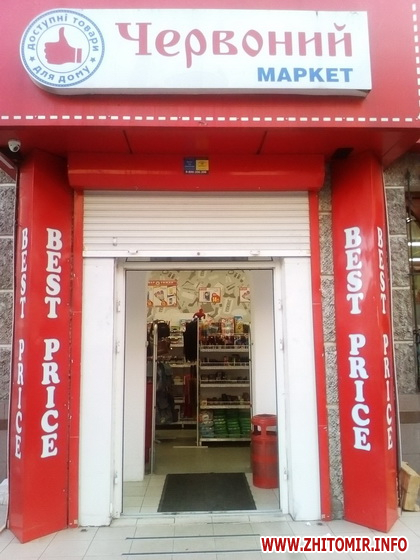 ДОСТУПНІ ТОВАРИ
ДЛЯ ДОМУ
Червоний
МАРКЕТ
BEST PRICE
BEST PRICE
BEST PRICE
BEST PRICE
WWW.ZHITOMIR.INFO